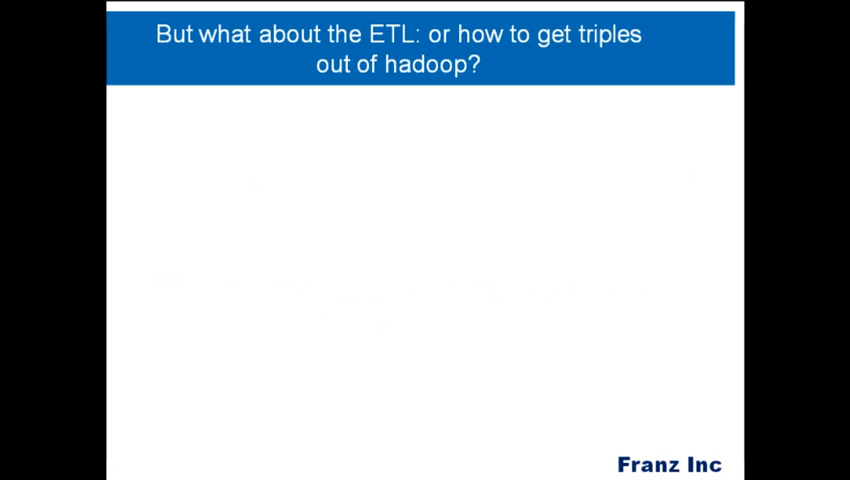 But what about the ETL: or how to get triples
out of hadoop?
Franz Inc